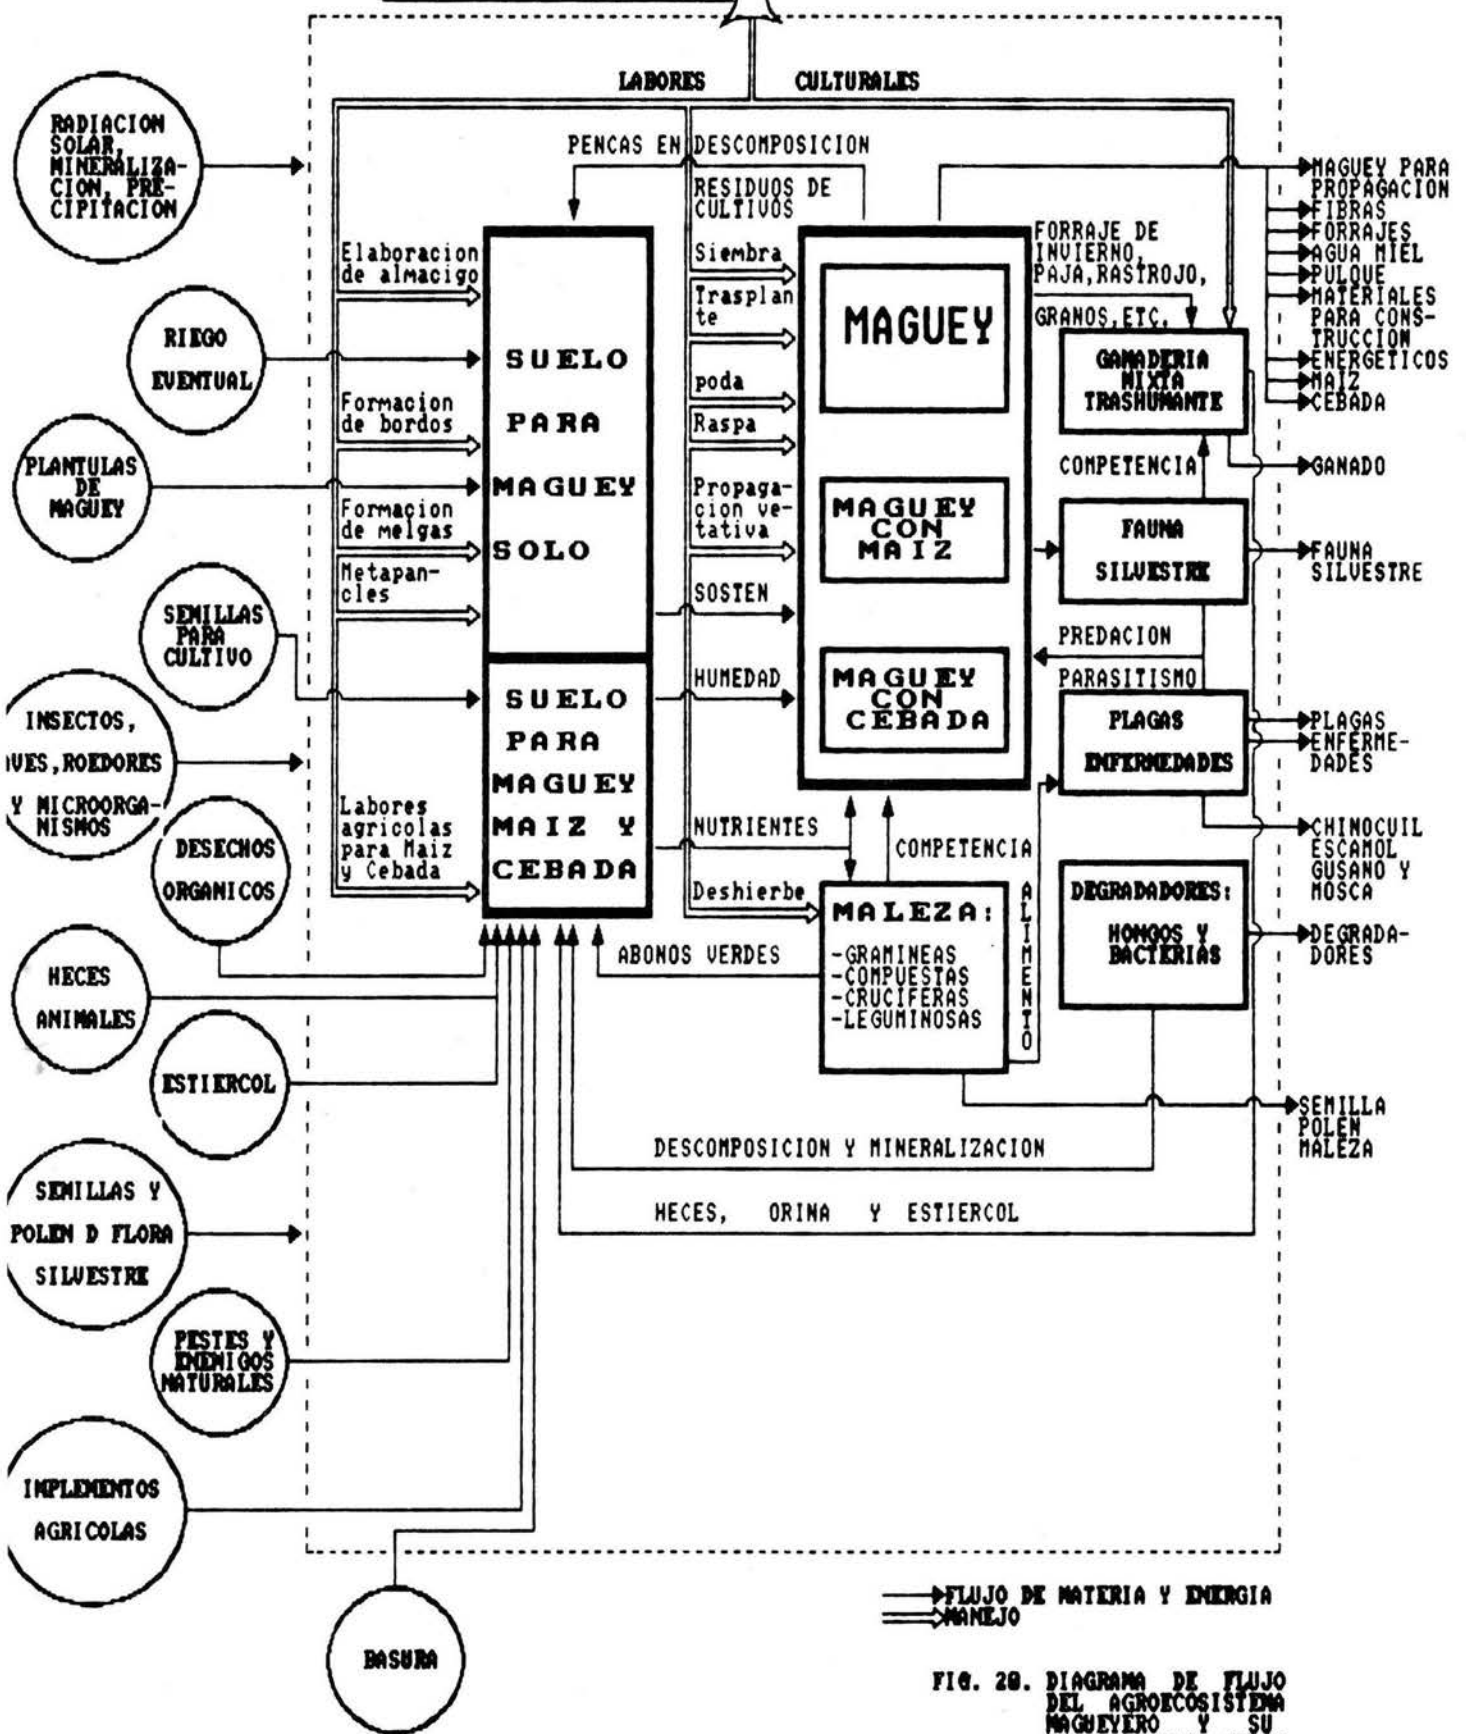 LABORES CULTURALES
RADIACION
SOLAR,
MINERALIZA-
CION, PRE-
CIPITACION
RIEGO
EVENTUAL
PLANTULAS
DE
MAGUEY
SEMILLAS
PARA
CULTIVO
INSECTOS,
VES,ROEDORES
Y MICROORGA-
NISMOS
DESECHOS
ORGANICOS
HECES
ANIMALES
ESTIERCOL
SEMILLAS Y
POLEN D FLORA
SILVESTRE
PESTES Y
ENEMIGOS
NATURALES
IMPLEMENTOS
AGRICOLAS
BASURA
Elaboracion
de almacigo
Formacion
de bordos
Formacion
de melgas
Metapan-
cles
Labores
agricolas
para Maiz
y Cebada
SUELO
PARA
MAGUEY
SOLO
SUELO
PARA
MAGUEY
MAIZ Y
CEBADA
PENCAS EN DESCOMPOSICION
RESIDUOS DE
CULTIVOS
Siembra
Trasplan
te
poda
Raspa
Propaga-
cion ve-
tativa
SOSTEN
HUMEDAD
NUTRIENTES
Deshierbe
ABONOS VERDES
MAGUEY
MAGUEY
CON
MAIZ
MAGUEY
CON
CEBADA
COMPETENCIA
MALEZA:
-GRAMINEAS
-COMPUESTAS
-CRUCIFERAS
-LEGUMINOSAS
ALIMENTO
FORRAJE DE
INVIERNO,
PAJA,RASTROJO,
GRANOS,ETC,
GANADERIA
MIXTA
TRASHUMANTE
COMPETENCIA
FAUNA
SILVESTRE
PREDACION
PARASITISMO
PLAGAS
ENFERMEDADES
DEGRADADORES:
HONGOS Y
BACTERIAS
DESCOMPOSICION Y MINERALIZACION
HECES, ORINA Y ESTIERCOL
MAGUEY PARA
PROPAGACION
FIBRAS
FORRAJES
AGUA MIEL
PULQUE
MATERIALES
PARA CONS-
TRUCCION
ENERGETICOS
MAIZ
CEBADA
GANADO
FAUNA
SILVESTRE
PLAGAS
ENFERME-
DADES
CHINOCUIL
ESCAMOL
GUSANO Y
MOSCA
DEGRADA-
DORES
SEMILLA
POLEN
MALEZA
FLUJO DE MATERIA Y ENERGIA
MANEJO
FIG. 28. DIAGRAMA DE FLUJO
DEL AGROECOSISTEMA
MAGUEYERO Y SU